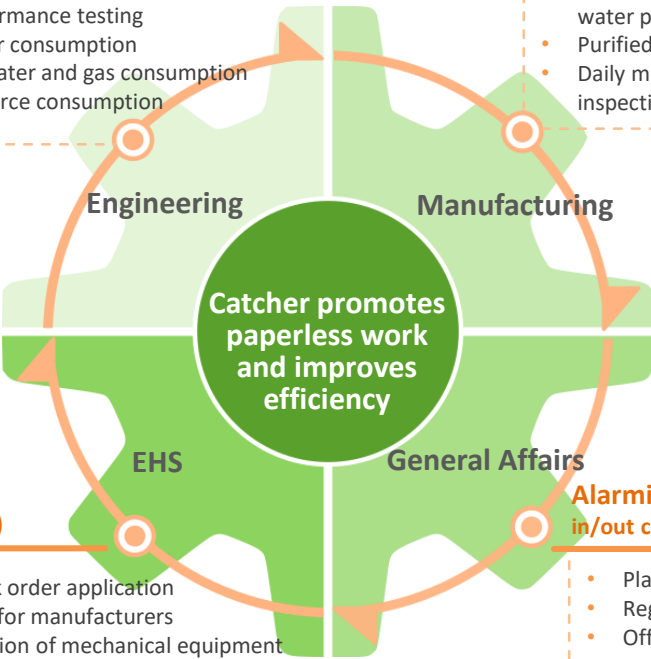 rmance testing
r consumption
ater and gas consumption
rce consumption
water p
• Purified
• Daily m
inspecti
Engineering
Manufacturing
Catcher promotes
paperless work
and improves
efficiency
EHS
General Affairs
Alarmi
in/out c
• Pla
• Reg
• Off
order application
for manufacturers
ion of mechanical equipment